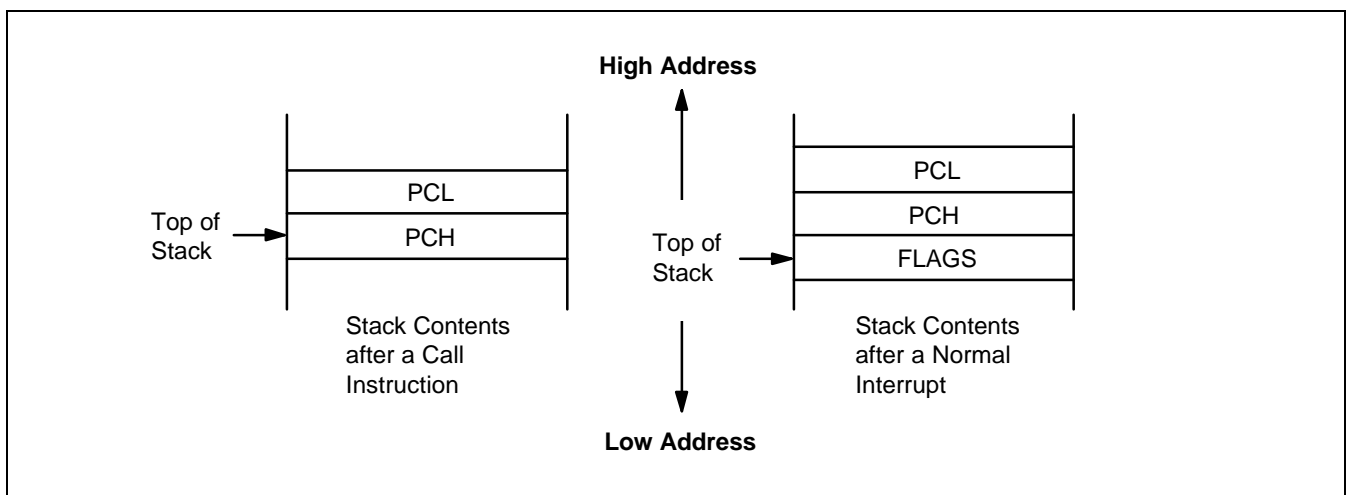 High Address
PCL
PCH
Top of
Stack
Stack Contents
after a Call
Instruction
PCL
PCH
FLAGS
Top of
Stack
Stack Contents
after a Normal
Interrupt
Low Address